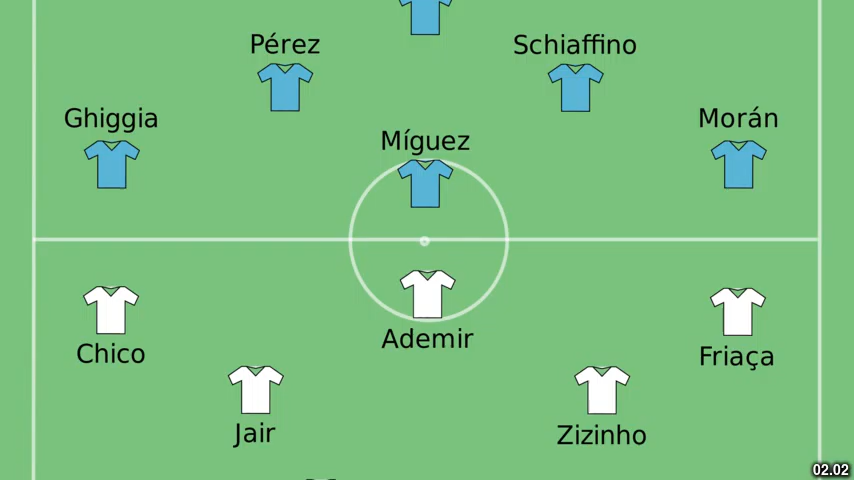 Pérez
Schiaffino
Ghiggia
Morán
Míguez
Chico
Ademir
Friaça
Jair
Zizinho
02.02